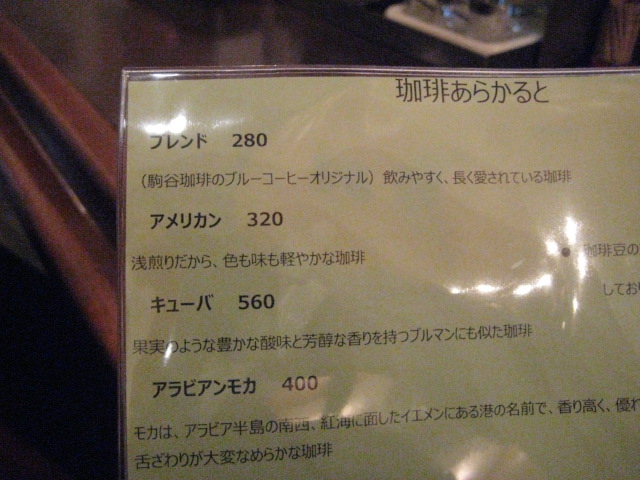 珈琲あらかると
ブレンド 280
（駒谷珈琲のブルーコーヒーオリジナル）飲みやすく、長く愛されている珈琲
アメリカン 320
浅煎りだから、色も味も軽やかな珈琲
● 珈琲豆の
しており
キューバ 560
果実のような豊かな酸味と芳醇な香りを持つブルマンにも似た珈琲
アラビアンモカ 400
モカは、アラビア半島の南西、紅海に面したイエメンにある港の名前で、香り高く、優れ
舌ざわりが大変なめらかな珈琲